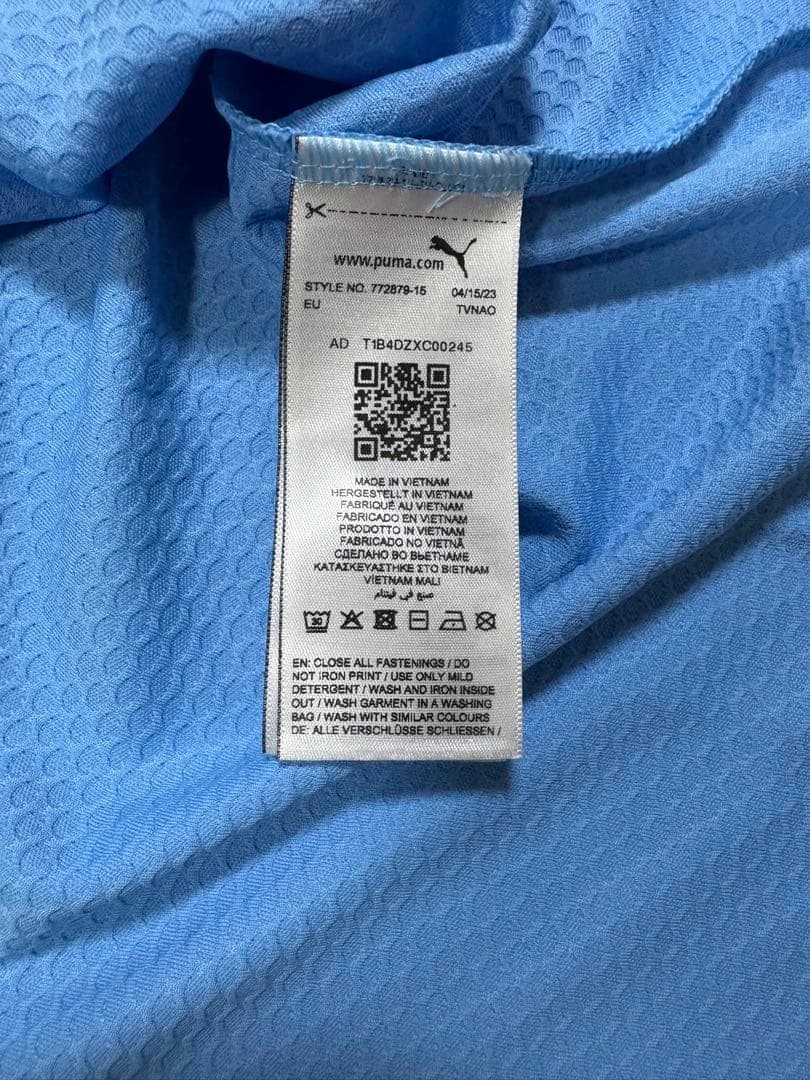 www.puma.com
STYLE NO. 772879-15 04/15/23
EU TVNAO
AD T1B4DZXC00245
MADE IN VIETNAM
HERGESTELLT IN VIETNAM
FABRIQUÉ AU VIETNAM
FABRICADO EN VIETNAM
PRODOTTO IN VIETNAM
FABRICADO NO VIETNÃ
СДЕЛАНО ВО ВЬЕТНАМЕ
ΚΑΤΑΣΚΕΥΑΣΤΗΚΕ ΣΤΟ ΒΙΕΤΝΑΜ
VİETNAM MALI
صنع في فيتنام
30
EN: CLOSE ALL FASTENINGS / DO
NOT IRON PRINT / USE ONLY MILD
DETERGENT / WASH AND IRON INSIDE
OUT / WASH GARMENT IN A WASHING
BAG / WASH WITH SIMILAR COLOURS
DE: ALLE VERSCHLÜSSE SCHLIESSEN /